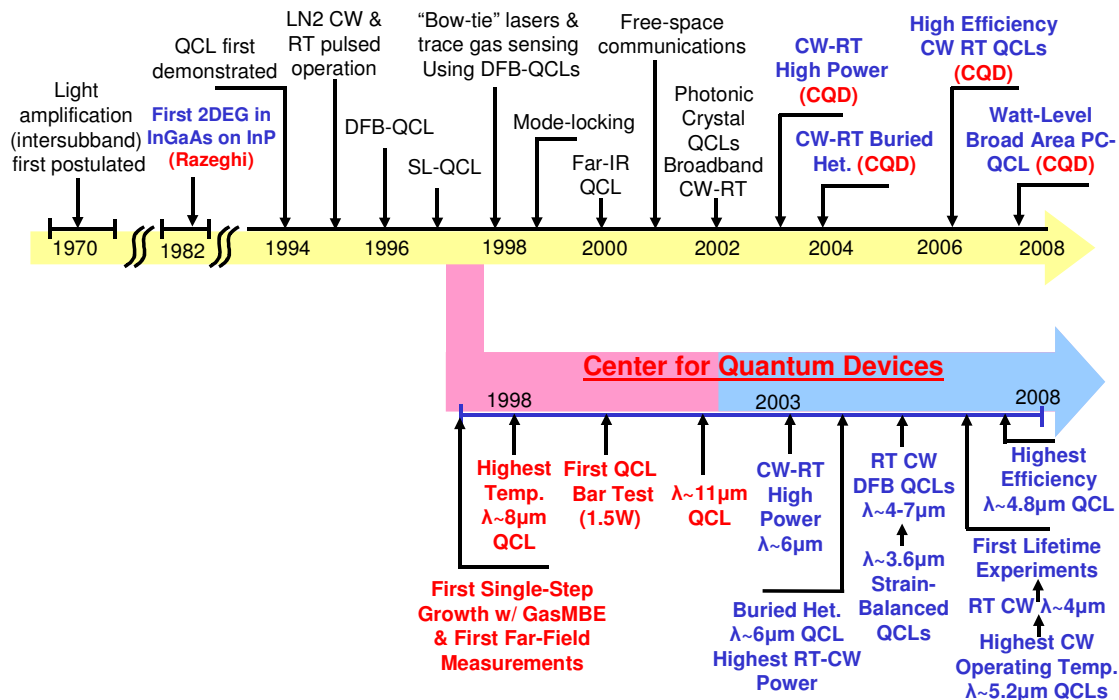 Light
amplification
(intersubband)
first postulated
First 2DEG in
InGaAs on InP
(Razeghi)
QCL first
demonstrated
LN2 CW &
RT pulsed
operation
DFB-QCL
SL-QCL
“Bow-tie” lasers &
trace gas sensing
Using DFB-QCLs
Mode-locking
Far-IR
QCL
Free-space
communications
Photonic
Crystal
QCLs
Broadband
CW-RT
CW-RT
High Power
(CQD)
CW-RT Buried
Het. (CQD)
High Efficiency
CW RT QCLs
(CQD)
Watt-Level
Broad Area PC-
QCL (CQD)
1970
1982
1994
1996
1998
2000
2002
2004
2006
2008
Center for Quantum Devices
1998
2003
2008
First Single-Step
Growth w/ GasMBE
& First Far-Field
Measurements
Highest
Temp.
λ~8μm
QCL
First QCL
Bar Test
(1.5W)
λ~11μm
QCL
CW-RT
High
Power
λ~6μm
Buried Het.
λ~6μm QCL
Highest RT-CW
Power
RT CW
DFB QCLs
λ~4-7μm
λ~3.6μm
Strain-
Balanced
QCLs
Highest
Efficiency
λ~4.8μm QCL
First Lifetime
Experiments
RT CW λ~4μm
Highest CW
Operating Temp.
λ~5.2μm QCLs